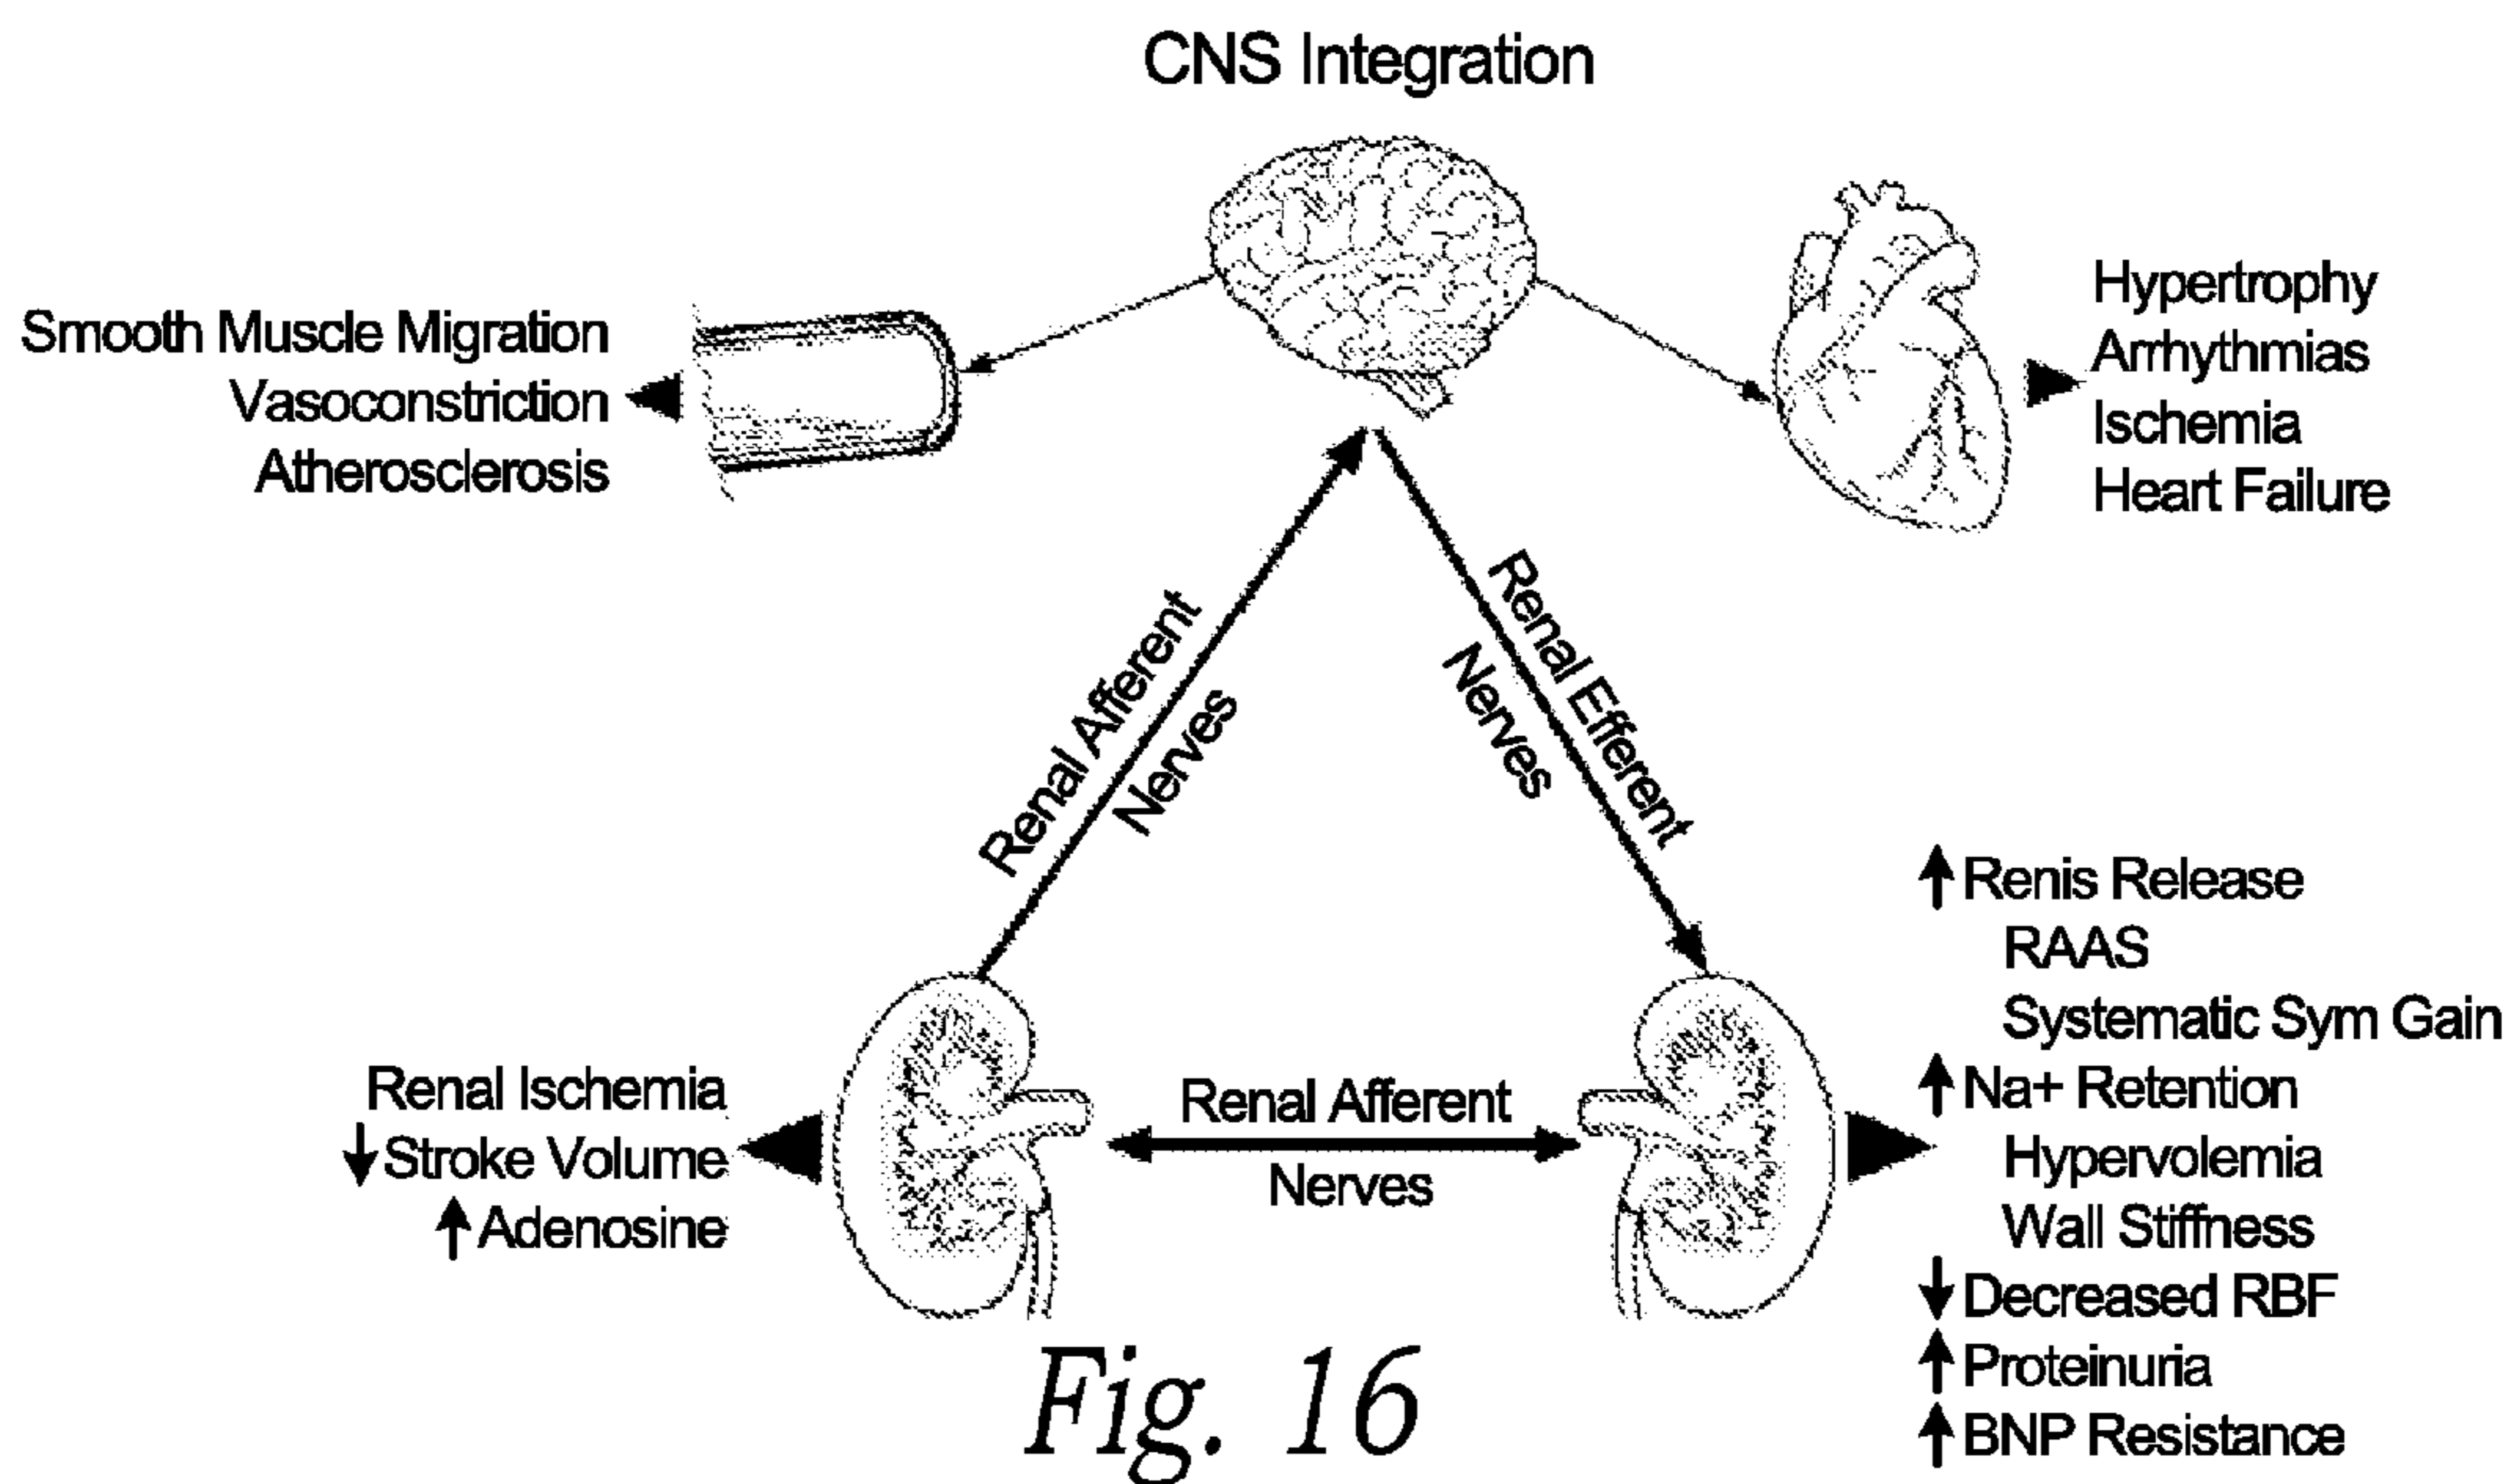 CNS Integration
Smooth Muscle Migration
Vasoconstriction
Atherosclerosis
Hypertrophy
Arrhythmias
Ischemia
Heart Failure
Renal Afferent
Nerves
Renal Efferent
Nerves
Renal Ischemia
↓ Stroke Volume
↑ Adenosine
Renal Afferent
Nerves
↑ Renis Release
RAAS
Systematic Sym Gain
↑ Na+ Retention
Hypervolemia
Wall Stiffness
↓ Decreased RBF
↑ Proteinuria
↑ BNP Resistance
Fig. 16